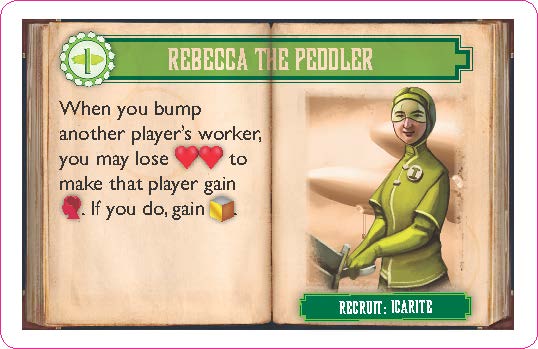 REBECCA THE PEDDLER
When you bump
another player's worker,
you may lose to
make that player gain
. If you do, gain .
RECRUIT: ICARITE